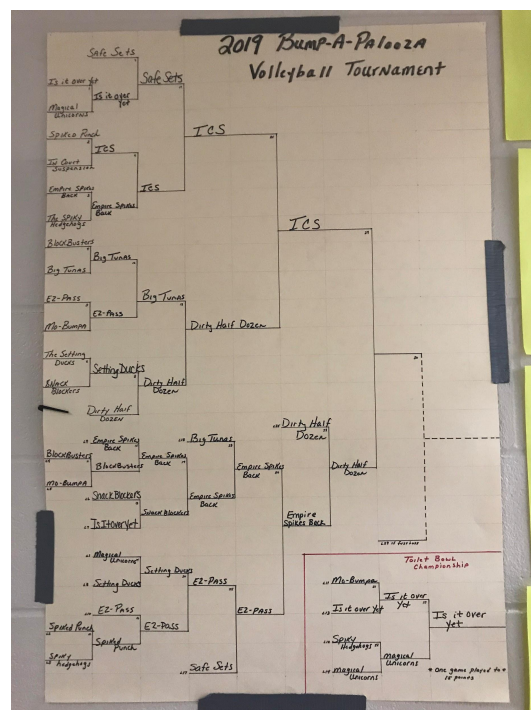 2019 Bump-A-Palooza
Volleyball Tournament
Safe Sets
Safe Sets
Is it over yet
Is it over
yet
Magical
Unicorns
ICS
Spiked Punch
ICS
In Court
Suspension
ICS
Empire Spikes
Back
Empire Spikes
Back
The Spiky
Hedgehogs
ICS
BlockBusters
Big Tunas
Big Tunas
Big Tunas
EZ-Pass
EZ-Pass
Mo-Bumpa
Dirty Half Dozen
The Setting
Ducks
Setting Ducks
Snack
Blockers
Dirty Half
Dozen
Dirty Half
Dozen
Dirty Half
Dozen
Empire Spikes
Back
Big Tunas
BlockBusters
BlockBusters
Empire Spikes
Back
Empire Spikes
Back
Dirty Half
Dozen
Mo-Bumpa
Snack Blockers
Empire Spikes
Back
Snack Blockers
Is It over Yet
Empire
Spikes Back
Magical
Unicorns
Setting Ducks
Setting Ducks
EZ-Pass
EZ-Pass
EZ-Pass
EZ-Pass
Spiked Punch
Spiked
Punch
Spiky
Hedgehogs
Safe Sets
Toilet Bowl
Championship
Mo-Bumpa
Is it over
yet
Is it over yet
Is it over
yet
Spiky
Hedgehogs
Magical
Unicorns
Magical
Unicorns
* One game played to *
15 points